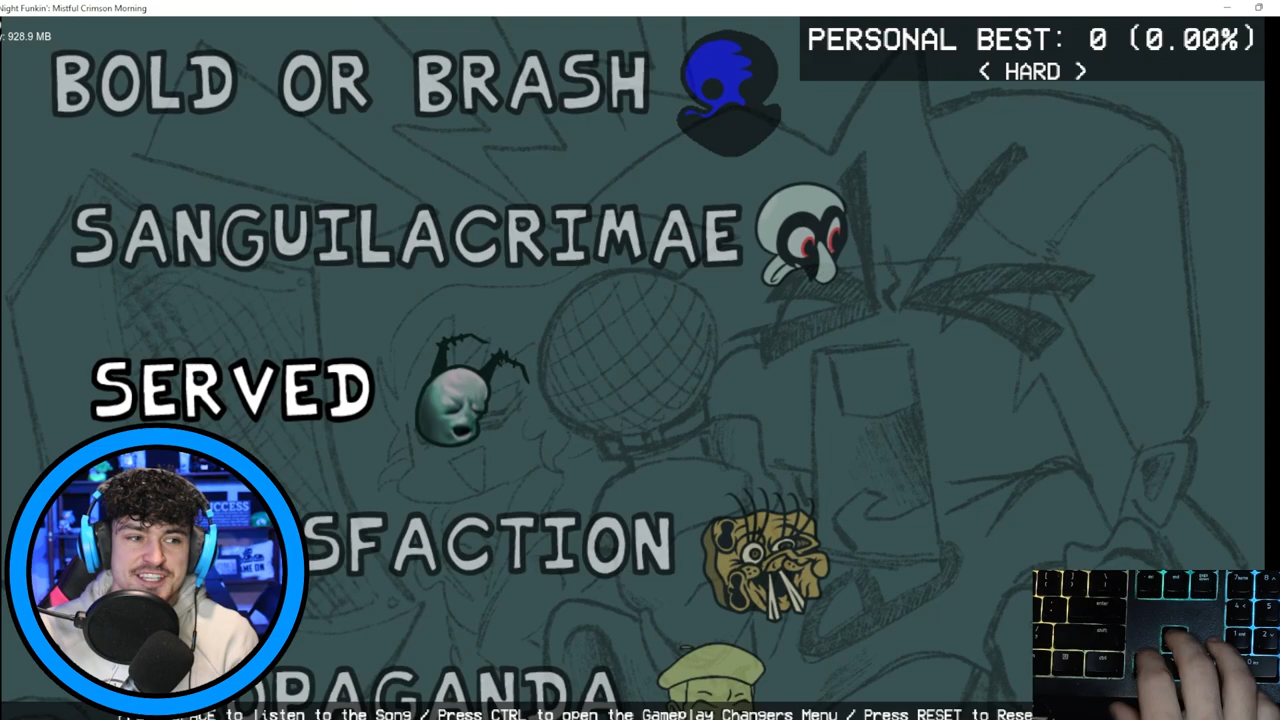 Night Funkin': Mistful Crimson Morning
y: 928.9 MB
PERSONAL BEST: 0 (0.00%)
< HARD >
BOLD OR BRASH
SANGUILACRIMAE
SERVED
SFACTION
OPAGANDA
to listen to the Song / Press CTRL to open the Gameplay Changers Menu / Press RESET to Rese